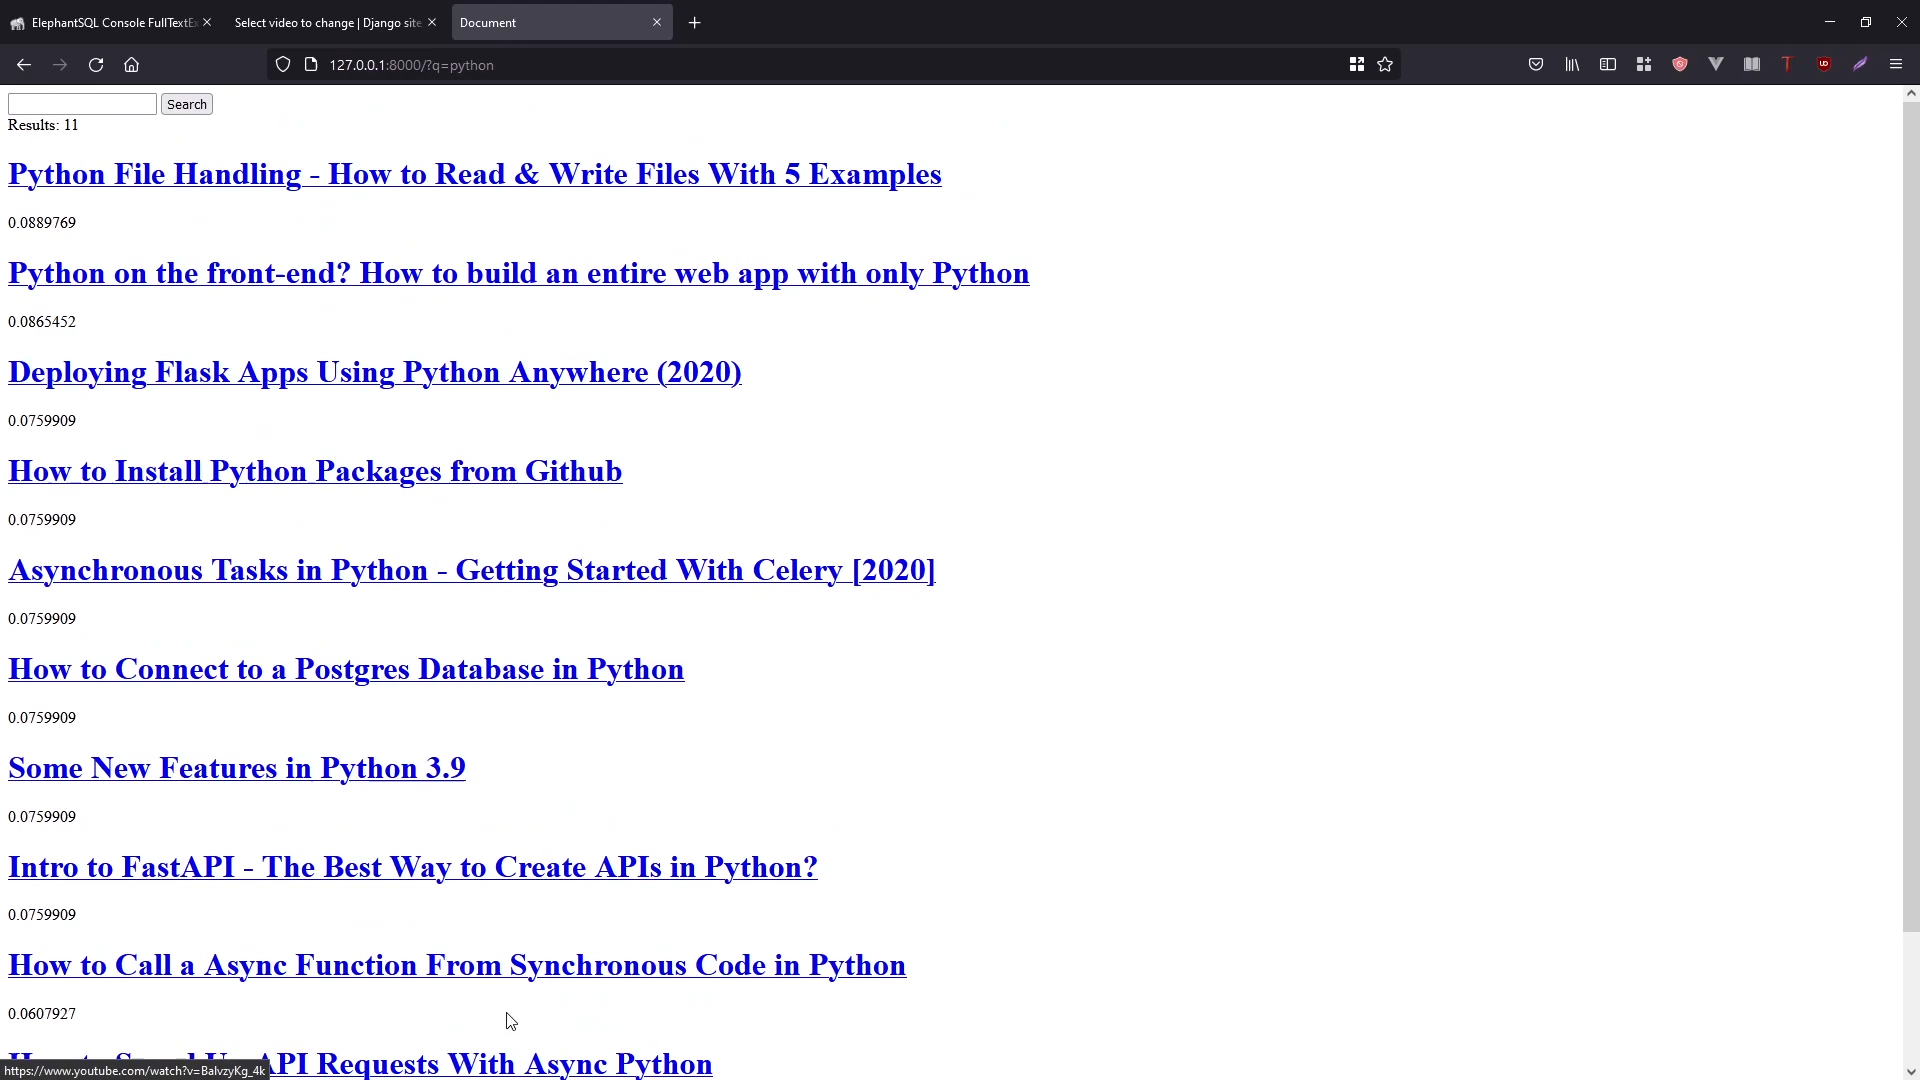 ElephantSQL Console FullTextEx
Select video to change | Django site
Document
127.0.0.1:8000/?q=python
Search
Results: 11
Python File Handling - How to Read & Write Files With 5 Examples
0.0889769
Python on the front-end? How to build an entire web app with only Python
0.0865452
Deploying Flask Apps Using Python Anywhere (2020)
0.0759909
How to Install Python Packages from Github
0.0759909
Asynchronous Tasks in Python - Getting Started With Celery [2020]
0.0759909
How to Connect to a Postgres Database in Python
0.0759909
Some New Features in Python 3.9
0.0759909
Intro to FastAPI - The Best Way to Create APIs in Python?
0.0759909
How to Call a Async Function From Synchronous Code in Python
0.0607927
API Requests With Async Python
https://www.youtube.com/watch?v=BalvzyKg_4k